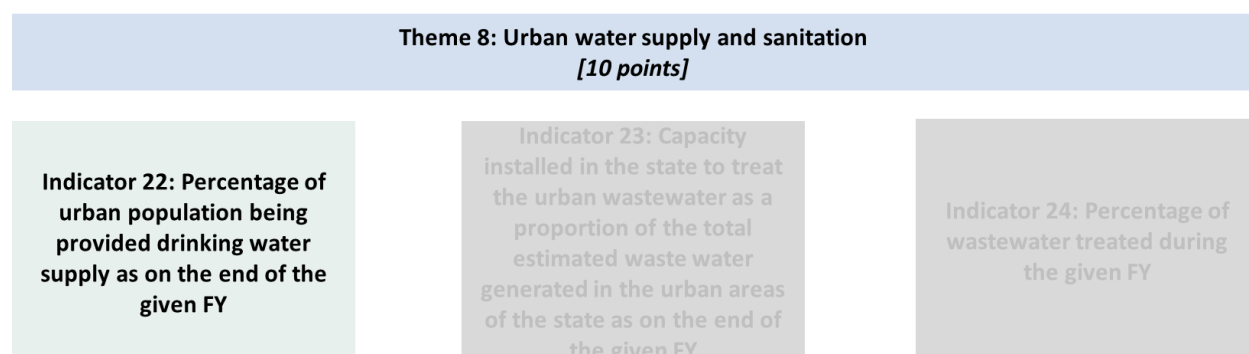 Theme 8: Urban water supply and sanitation
[10 points]
Indicator 22: Percentage of
urban population being
provided drinking water
supply as on the end of the
given FY
Indicator 23: Capacity
installed in the state to treat
the urban wastewater as a
proportion of the total
estimated waste water
generated in the urban areas
of the state as on the end of
the given FY
Indicator 24: Percentage of
wastewater treated during
the given FY